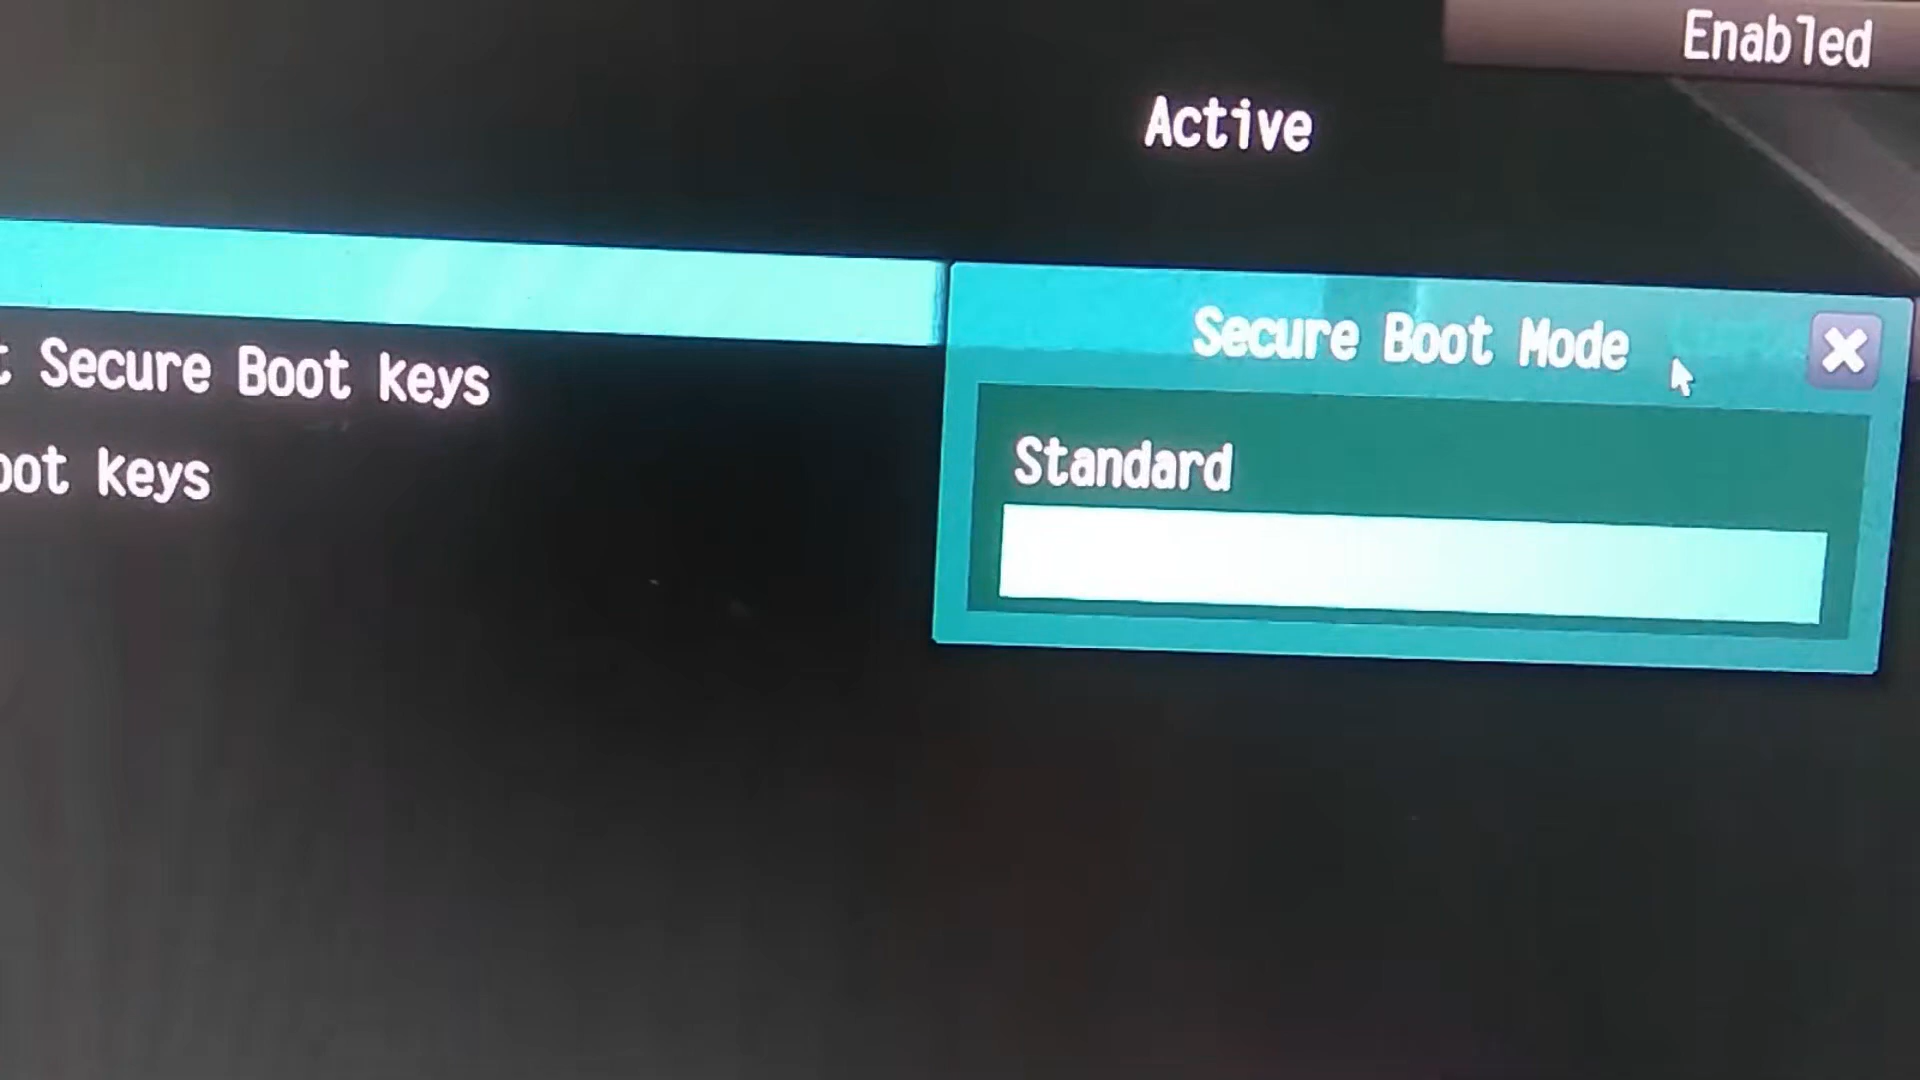 Enabled
Active
Secure Boot Mode
Secure Boot keys
Standard
keys